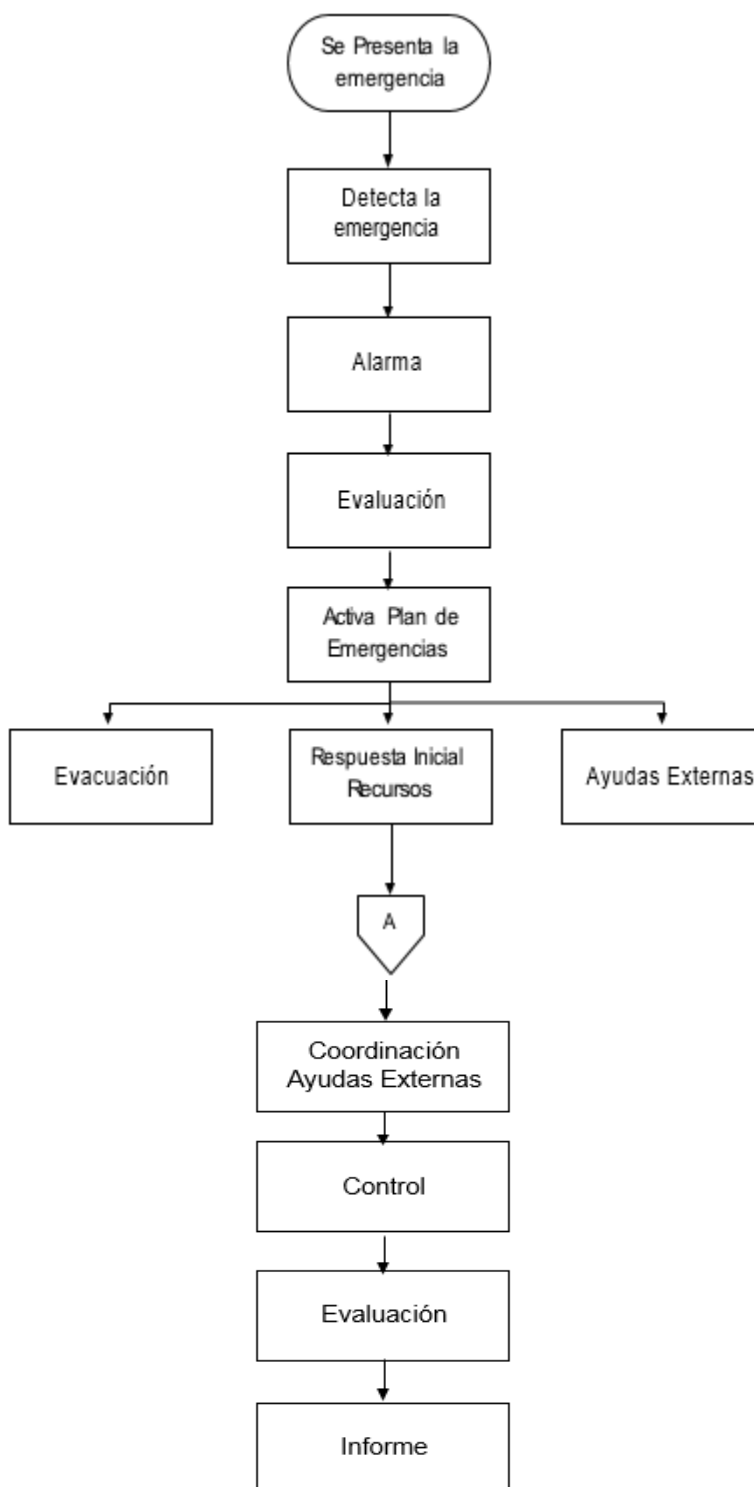 Se Presenta la
emergencia
Detecta la
emergencia
Alarma
Evaluación
Activa Plan de
Emergencias
Evacuación
Respuesta Inicial
Recursos
Ayudas Externas
A
Coordinación
Ayudas Externas
Control
Evaluación
Informe